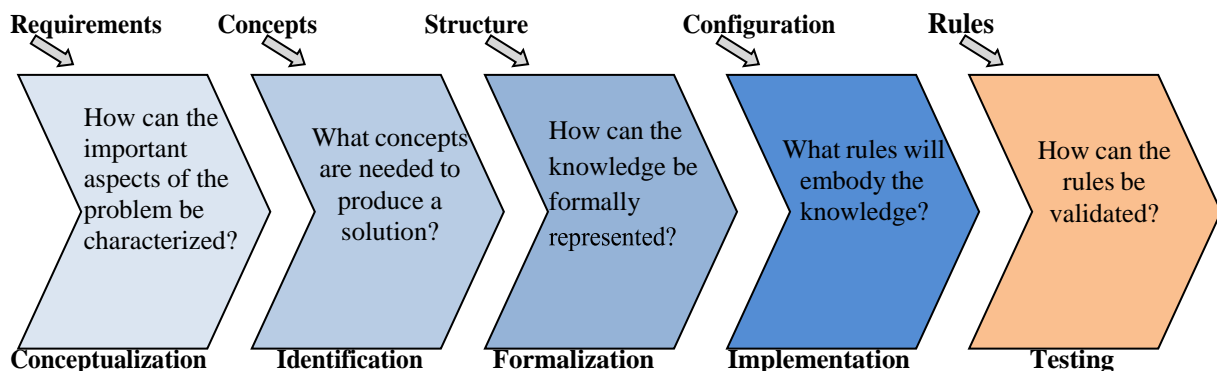 Requirements Concepts Structure Configuration Rules
How can the
important
aspects of the
problem be
characterized?
What concepts
are needed to
produce a
solution?
How can the
knowledge be
formally
represented?
What rules will
embody the
knowledge?
How can the
rules be
validated?
Conceptualization Identification Formalization Implementation Testing